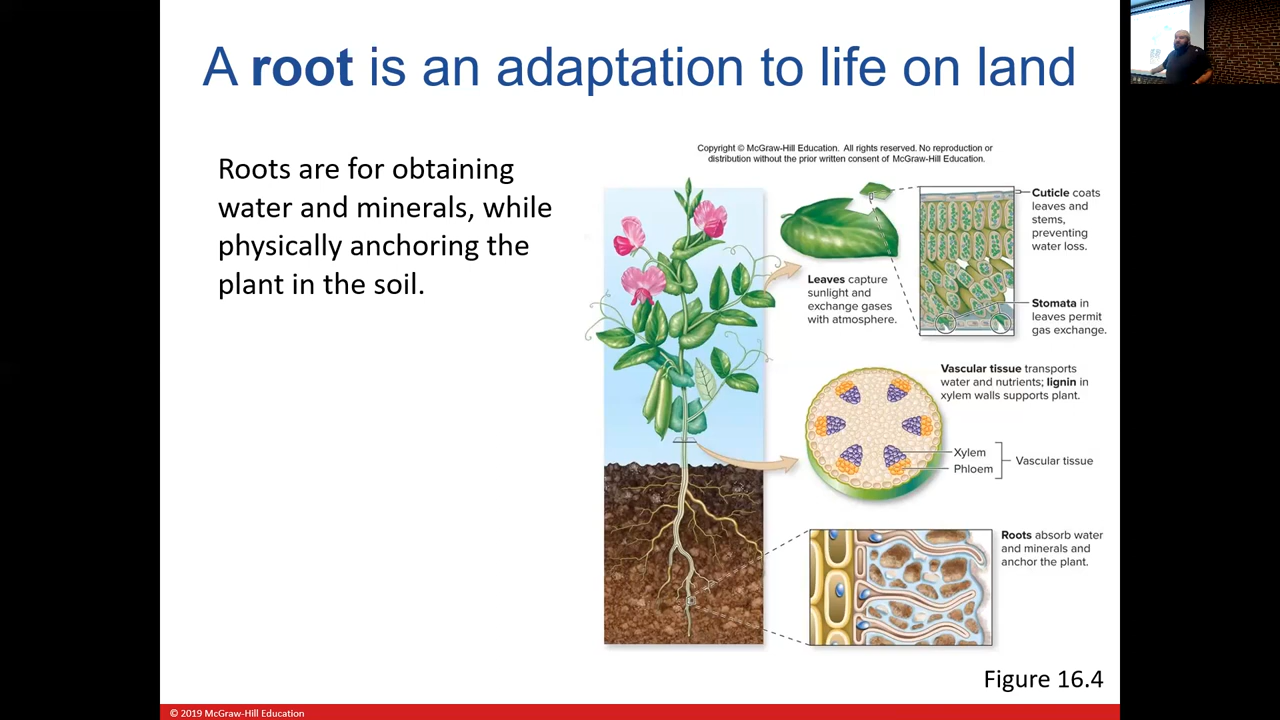 A root is an adaptation to life on land
Roots are for obtaining
water and minerals, while
physically anchoring the
plant in the soil.
Copyright © McGraw-Hill Education. All rights reserved. No reproduction or
distribution without the prior written consent of McGraw-Hill Education.
Leaves capture
sunlight and
exchange gases
with atmosphere.
Cuticle coats
leaves and
stems,
preventing
water loss.
Stomata in
leaves permit
gas exchange.
Vascular tissue transports
water and nutrients; lignin in
xylem walls supports plant.
Xylem
Phloem
Vascular tissue
Roots absorb water
and minerals and
anchor the plant.
Figure 16.4
© 2019 McGraw-Hill Education